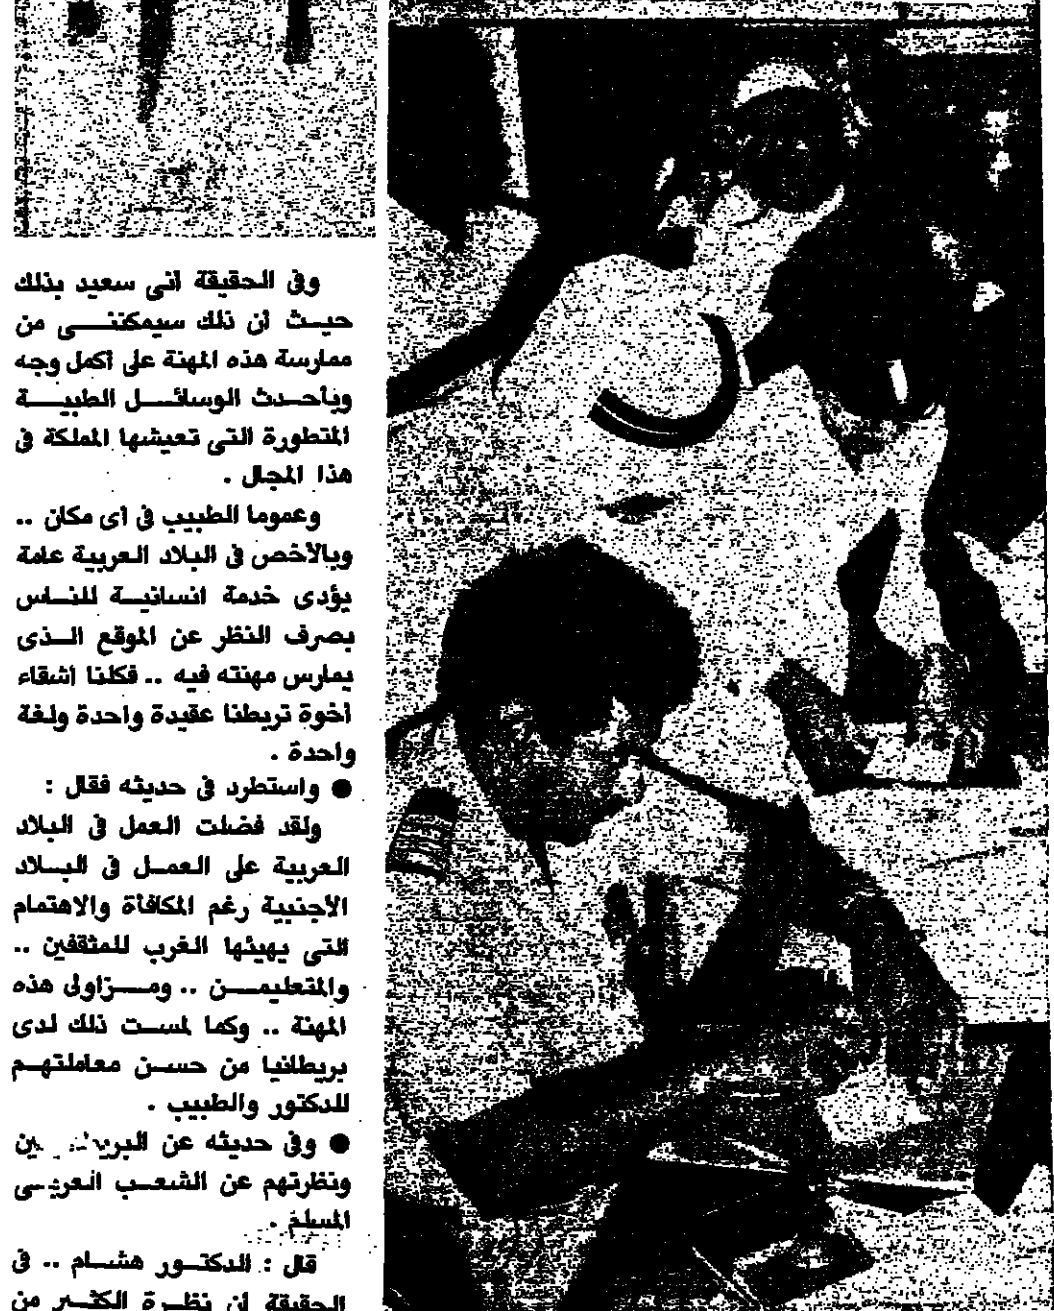 وفى الحقيقة أنى سعيد بذلك
حيث أن ذلك سيمكننى من
ممارسة هذه المهنة على أكمل وجه
وبأحدث الوسائل الطبية
المتطورة التى تعيشها المملكة فى
هذا المجال .
وعموما الطبيب فى اى مكان ..
وبالأخص فى البلاد العربية عامة
يؤدى خدمة انسانية للناس
بصرف النظر عن الموقع الذى
يمارس مهنته فيه .. فكلنا اشقاء
أخوة تربطنا عقيدة واحدة ولغة
واحدة .
● واستطرد فى حديثه فقال :
ولقد فضلت العمل فى البلاد
العربية على العمل فى البلاد
الأجنبية رغم المكافأة والاهتمام
التى يهيئها الغرب للمثقفين ..
والمتعليمن .. ومزاولى هذه
المهنة .. وكما لمست ذلك لدى
بريطانيا من حسن معاملتهم
للدكتور والطبيب .
● وفى حديثه عن
ونظرتهم عن الشعب العربى
المسلم .
قال : الدكتور هشام .. فى
الحقيقة أن نظرة الكثير من